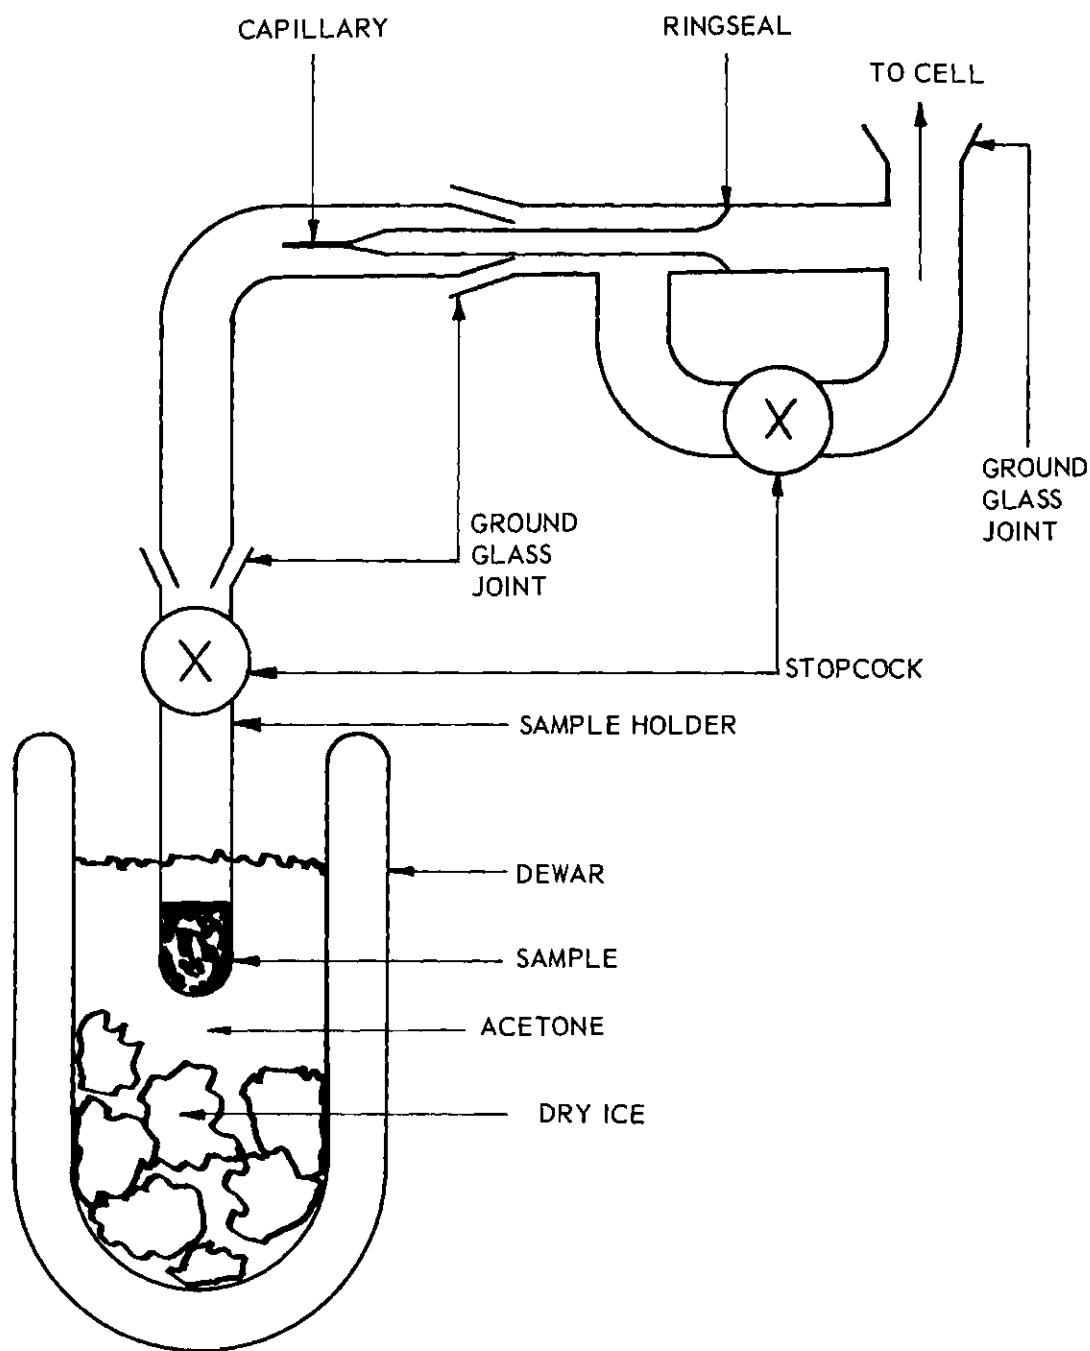 CAPILLARY
RINGSEAL
TO CELL
GROUND
GLASS
JOINT
GROUND
GLASS
JOINT
X
X
STOPCOCK
SAMPLE HOLDER
DEWAR
SAMPLE
ACETONE
DRY ICE